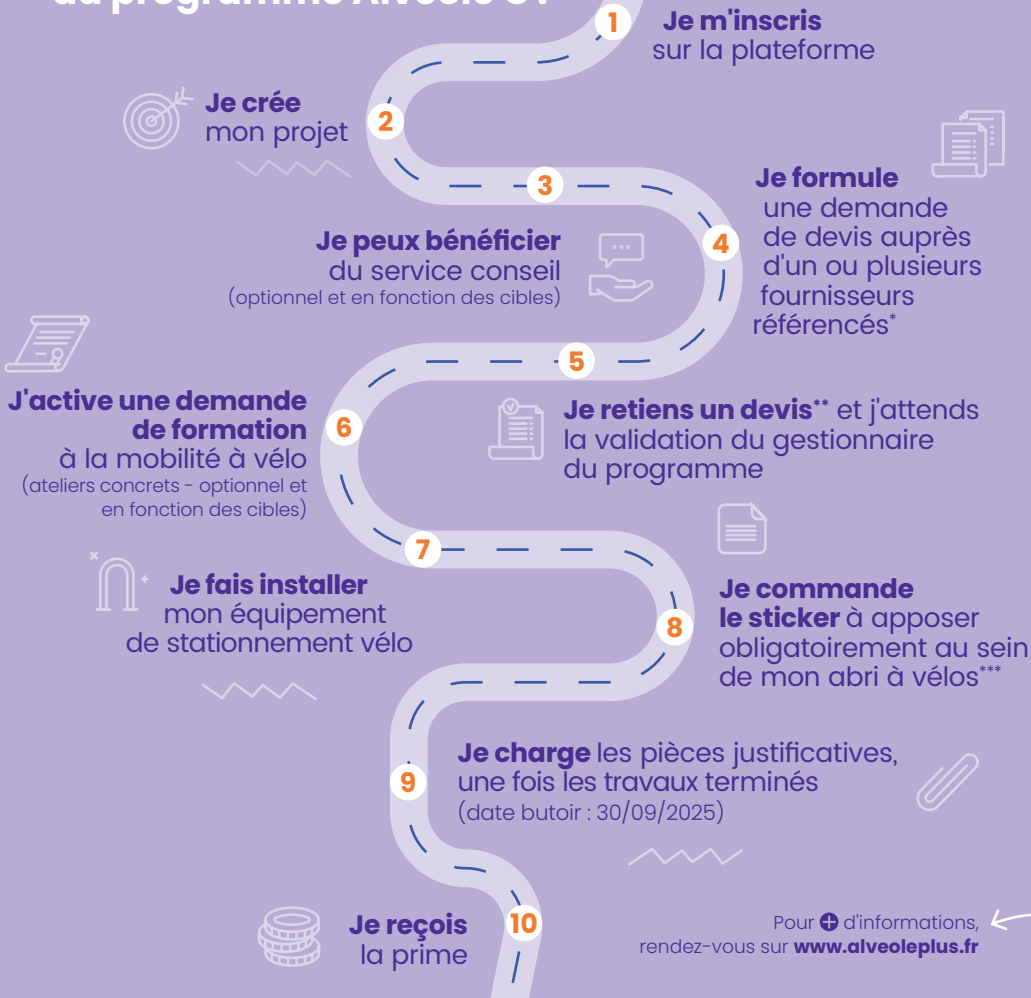 1
Je m'inscris
sur la plateforme
Je crée
mon projet
2
3
Je peux bénéficier
du service conseil
(optionnel et en fonction des cibles)
Je formule
une demande
de devis auprès
d'un ou plusieurs
fournisseurs
référencés*
4
5
Je retiens un devis** et j'attends
la validation du gestionnaire
du programme
J'active une demande
de formation
à la mobilité à vélo
(ateliers concrets - optionnel et
en fonction des cibles)
6
7
Je fais installer
mon équipement
de stationnement vélo
8
Je commande
le sticker à apposer
obligatoirement au sein
de mon abri à vélos***
9
Je charge les pièces justificatives,
une fois les travaux terminés
(date butoir : 30/09/2025)
Je reçois
la prime
10
Pour + d'informations,
rendez-vous sur www.alveoleplus.fr